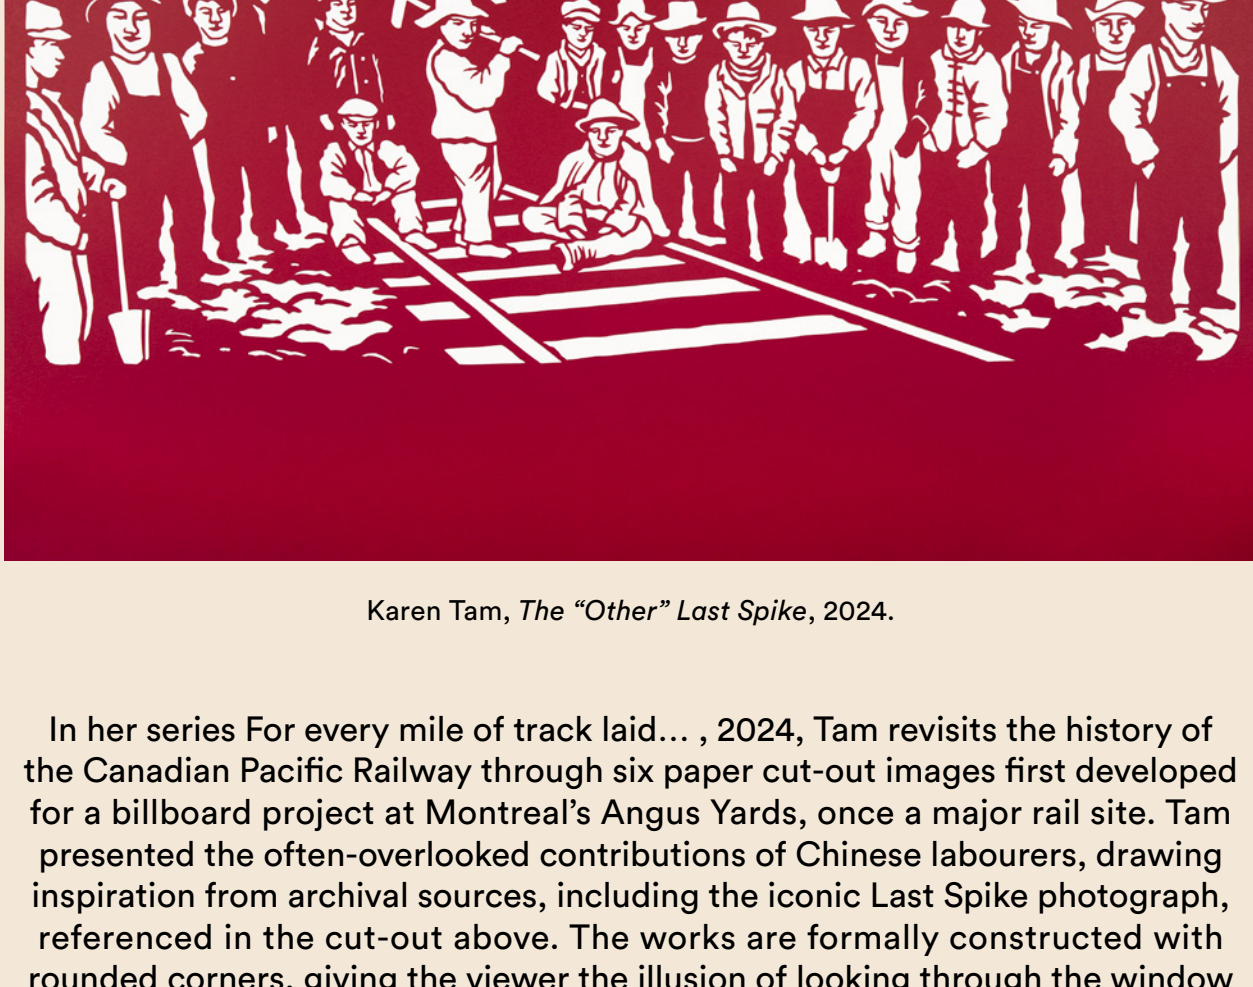 Karen Tam, The “Other” Last Spike, 2024.
In her series For every mile of track laid… , 2024, Tam revisits the history of
the Canadian Pacific Railway through six paper cut-out images first developed
for a billboard project at Montreal’s Angus Yards, once a major rail site. Tam
presented the often-overlooked contributions of Chinese labourers, drawing
inspiration from archival sources, including the iconic Last Spike photograph,
referenced in the cut-out above. The works are formally constructed with
rounded corners, giving the viewer the illusion of looking through the window